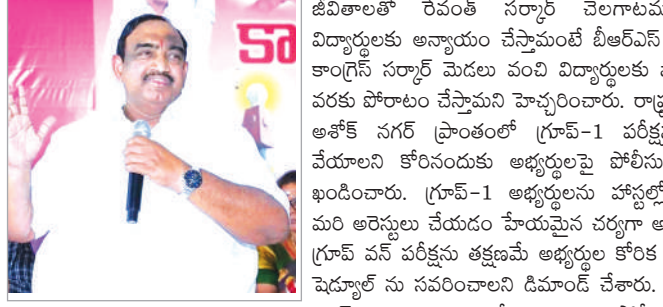 కా
జీవితాలతో రేవంత్ సర్కార్ చెలగాటమ
విద్యార్థులకు అన్యాయం చేస్తామంటే బీఆర్ఎస్
కాంగ్రెస్ సర్కార్ మెడలు వంచి విద్యార్థులకు
వరకు పోరాటం చేస్తామని హెచ్చరించారు. రాష్ట్ర
అశోక్ నగర్ ప్రాంతంలో గ్రూప్-1 పరీక్ష
వేయాలని కోరినందుకు అభ్యర్థులపై పోలీసు
ఖండించారు. గ్రూప్-1 అభ్యర్థులను హాస్టల్లో
మరి అరెస్టులు చేయడం హేయమైన చర్యగా అ
గ్రూప్ వన్ పరీక్షను తక్షణమే అభ్యర్థుల కోరిక
షెడ్యూల్ ను సవరించాలని డిమాండ్ చేశారు.